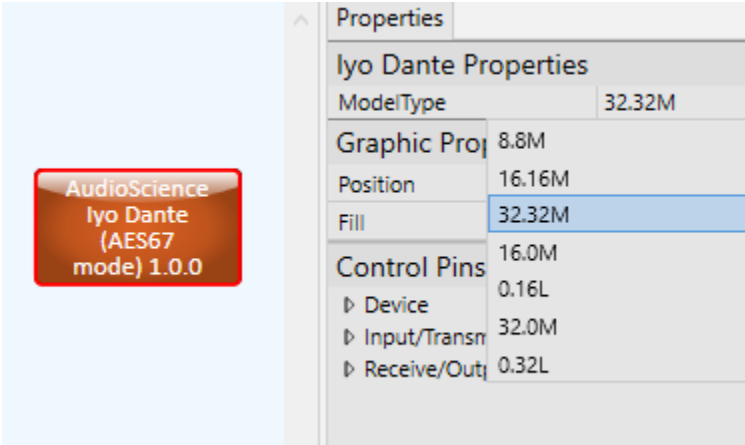 Properties
Iyo Dante Properties
ModelType 32.32M
Graphic Prop
Position
Fill
Control Pins
Device
Input/Transm
Receive/Outp
8.8M
16.16M
32.32M
16.0M
0.16L
32.0M
0.32L
AudioScience
Iyo Dante
(AES67
mode) 1.0.0